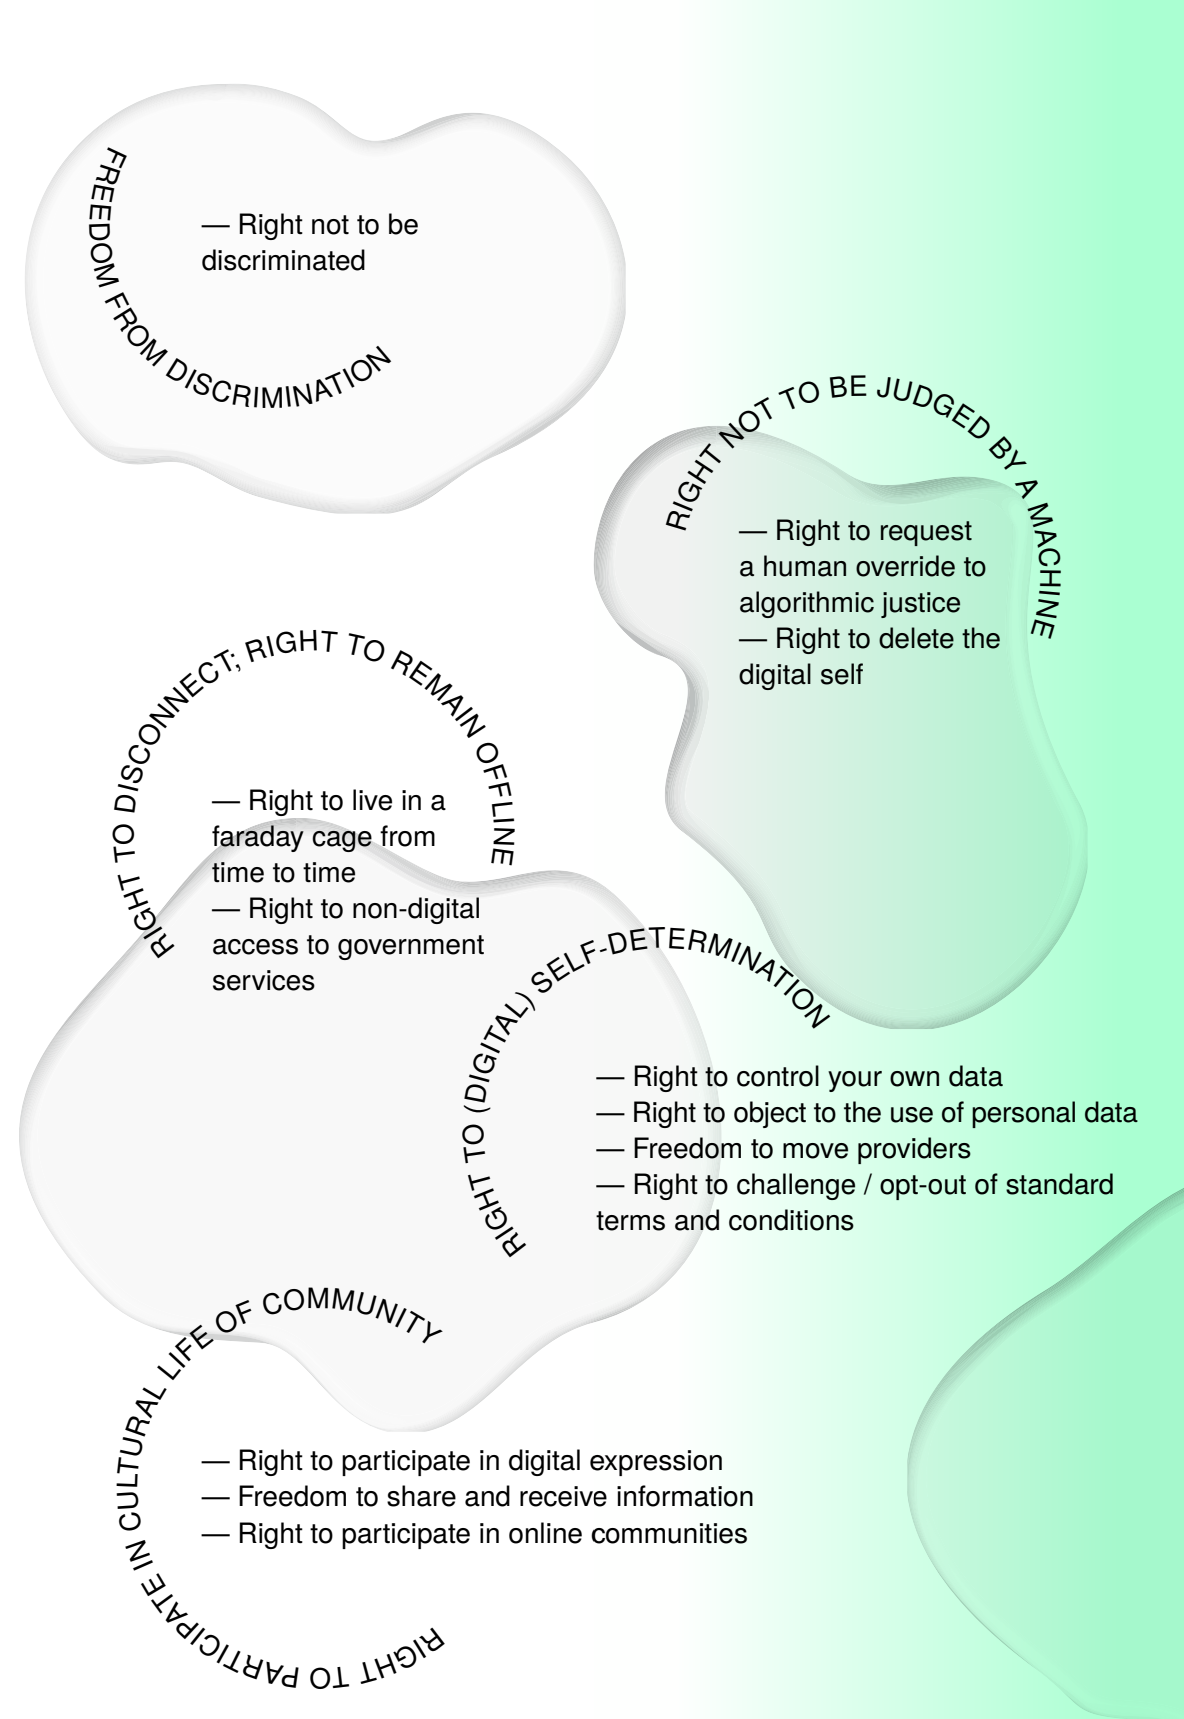 FREEDOM FROM DISCRIMINATION
— Right not to be
discriminated
RIGHT NOT TO BE JUDGED BY A MACHINE
— Right to request
a human override to
algorithmic justice
— Right to delete the
digital self
RIGHT TO DISCONNECT; RIGHT TO REMAIN OFFLINE
— Right to live in a
faraday cage from
time to time
— Right to non-digital
access to government
services
RIGHT TO (DIGITAL) SELF-DETERMINATION
— Right to control your own data
— Right to object to the use of personal data
— Freedom to move providers
— Right to challenge / opt-out of standard
terms and conditions
RIGHT TO PARTICIPATE IN CULTURAL LIFE OF COMMUNITY
— Right to participate in digital expression
— Freedom to share and receive information
— Right to participate in online communities